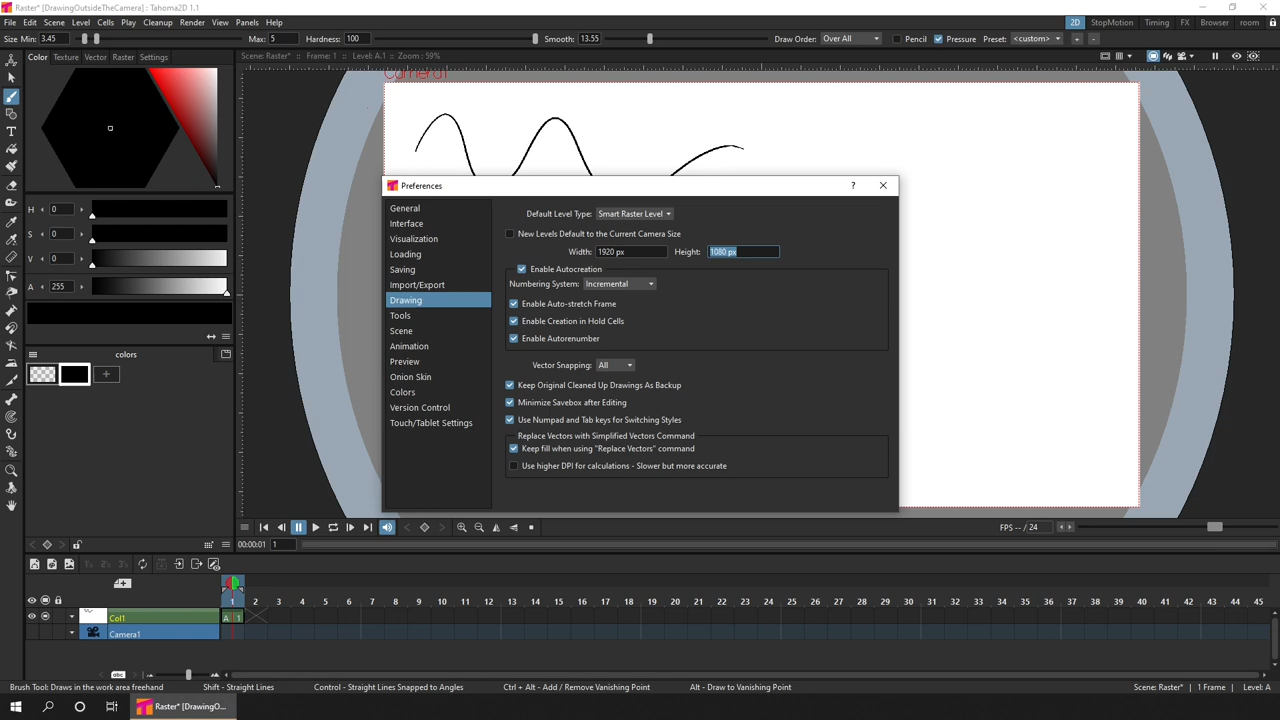 Raster* [DrawingOutsideTheCamera] : Tahoma2D 1.1
File Edit Scene Level Cells Play Cleanup Render View Panels Help 2D StopMotion Timing FX Browser room
Size Min: 3.45 Max: 5 Hardness: 100 Smooth: 13.55 Draw Order: Over All Pencil Pressure Preset: <custom> + -
Color Texture Vector Raster Settings Scene: Raster* :: Frame: 1 :: Level: A.1 :: Zoom : 59%
Camera1
Preferences ?
General
Interface
Visualization
Loading
Saving
Import/Export
Drawing
Tools
Scene
Animation
Preview
Onion Skin
Colors
Version Control
Touch/Tablet Settings
Default Level Type: Smart Raster Level
New Levels Default to the Current Camera Size
Width: 1920 px Height: 1080 px
Enable Autocreation
Numbering System: Incremental
Enable Auto-stretch Frame
Enable Creation in Hold Cells
Enable Autorenumber
Vector Snapping: All
Keep Original Cleaned Up Drawings As Backup
Minimize Savebox after Editing
Use Numpad and Tab keys for Switching Styles
Replace Vectors with Simplified Vectors Command
Keep fill when using "Replace Vectors" command
Use higher DPI for calculations - Slower but more accurate
H 0
S 0
V 0
A 255
colors
FPS -- / 24
00:00:01 1
1 2 3 4 5 6 7 8 9 10 11 12 13 14 15 16 17 18 19 20 21 22 23 24 25 26 27 28 29 30 31 32 33 34 35 36 37 38 39 40 41 42 43 44 45
Col1 A 1
Camera1
abc
Brush Tool: Draws in the work area freehand Shift - Straight Lines Control - Straight Lines Snapped to Angles Ctrl + Alt - Add / Remove Vanishing Point Alt - Draw to Vanishing Point Scene: Raster* 1 Frame Level: A
Raster* [DrawingO...